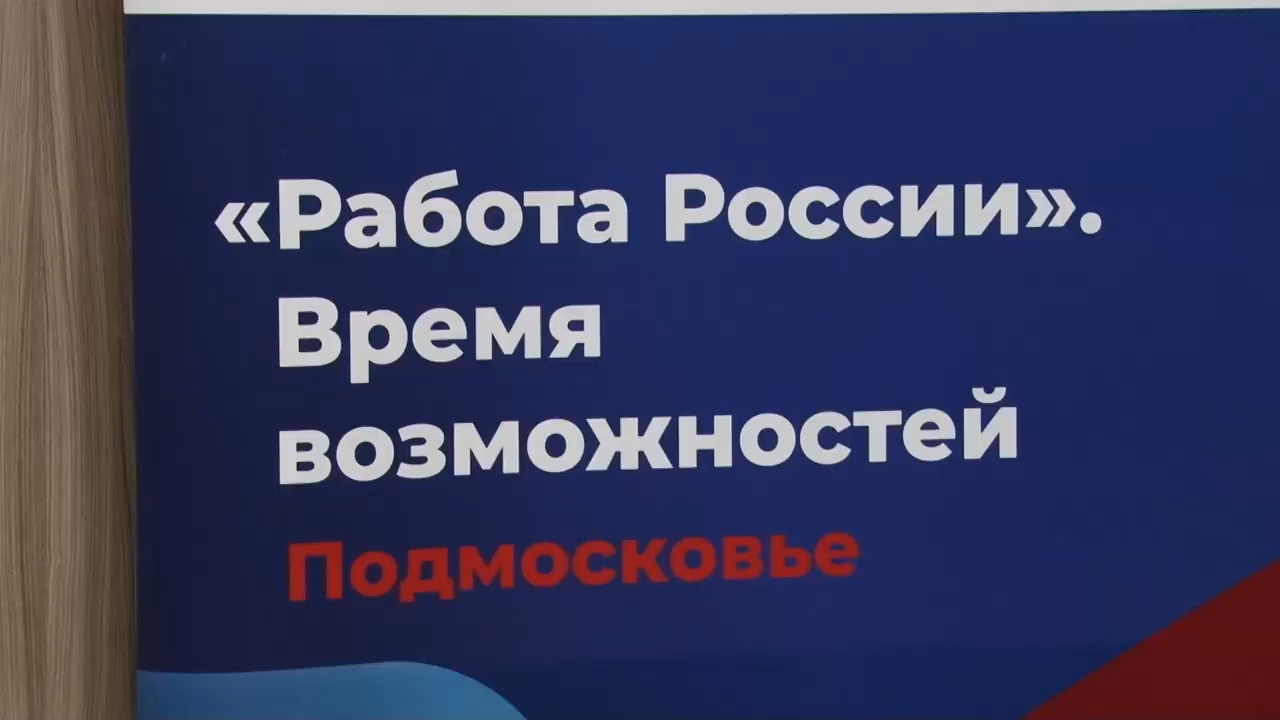 «Работа России».
Время
возможностей
Подмосковье